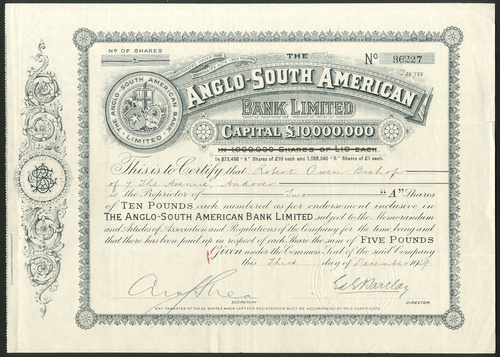 No OF SHARES
2
THE
No 36227
ANGLO-SOUTH AMERICAN
BANK LIMITED
CAPITAL £10000000
IN 1,000,000 SHARES OF £10 EACH
In 873,466 "A" Shares of £10 each and 1,265,340 "B" Shares of £1 each.
THE ANGLO-SOUTH AMERICAN BANK LIMITED
This is to Certify that Robert Owen Bishop
of 7 The Avenue, Andover
the Proprietor of Two "A" Shares
of TEN POUNDS each numbered as per endorsement inclusive in
THE ANGLO-SOUTH AMERICAN BANK LIMITED subject to the Memorandum
and Articles of Association and Regulations of the Company for the time being and
that there has been paid up in respect of each Share the sum of FIVE POUNDS
Given under the Common Seal of the said Company
this Third day of December 1929
SECRETARY
Barclay
DIRECTOR.
ANY TRANSFER OF THESE SHARES WHEN LEFT FOR REGISTRATION MUST BE ACCOMPANIED BY THIS CERTIFICATE